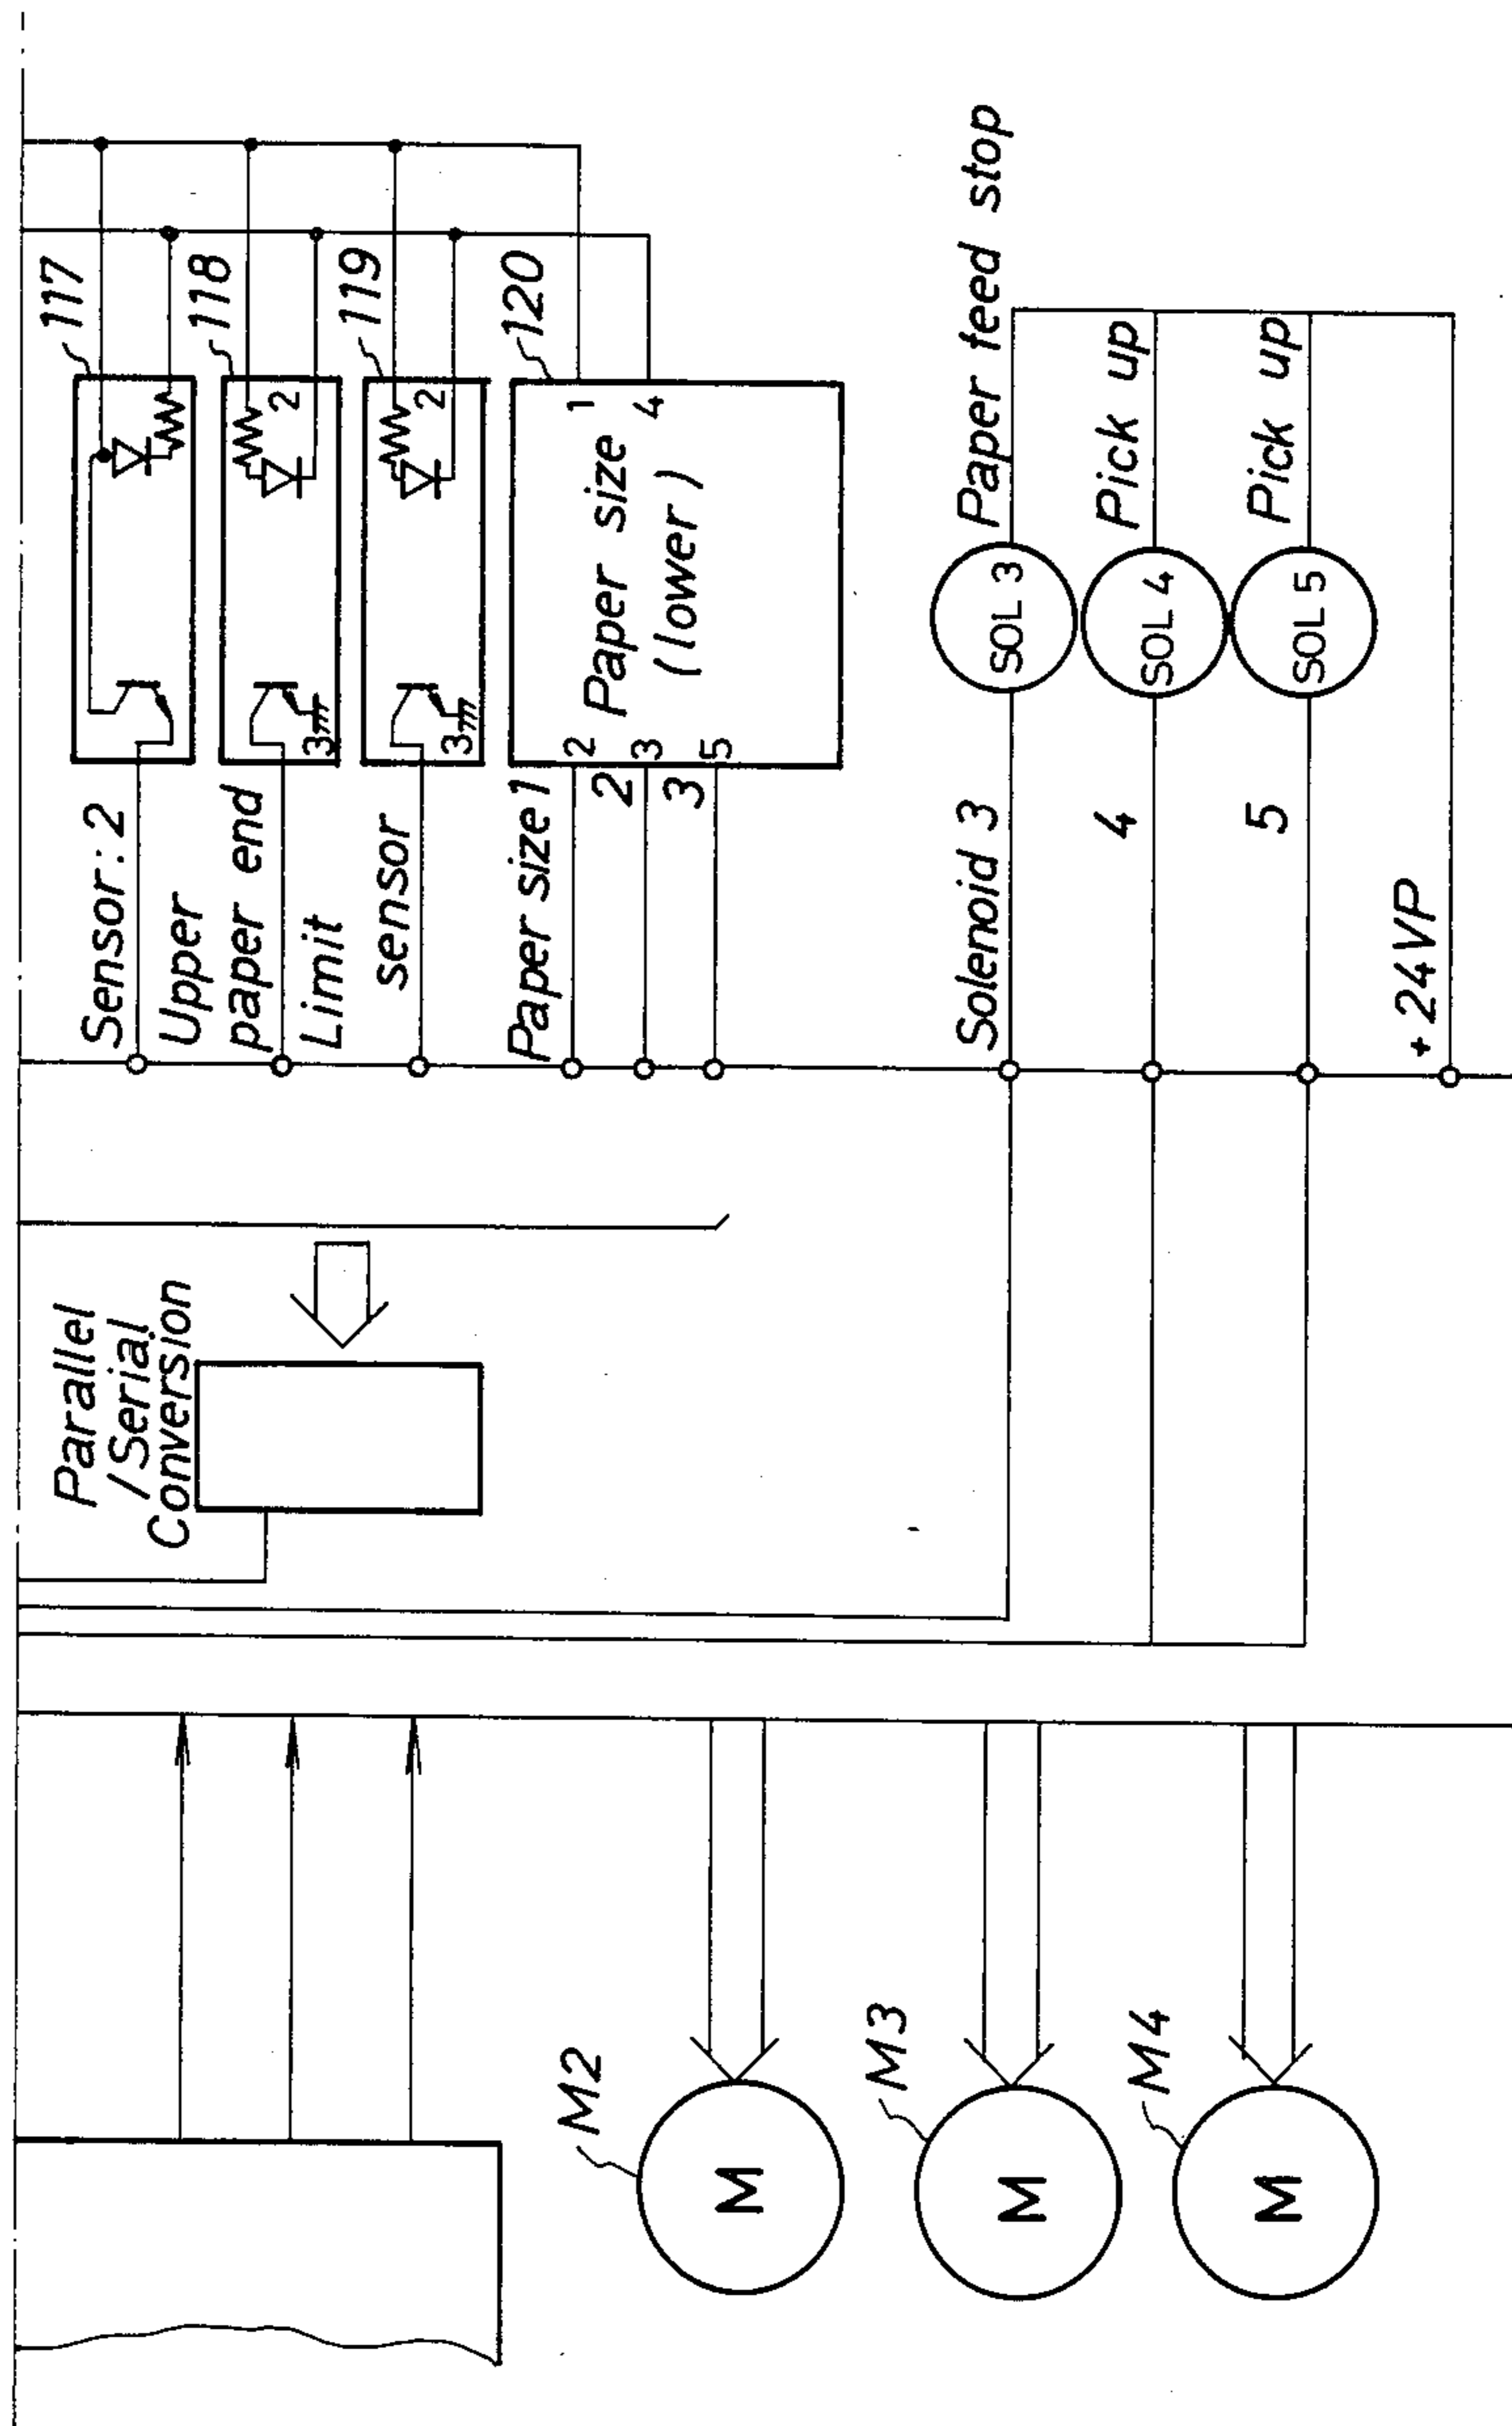 117
118
119
120
2
2
3
3
1
4
Paper size
(lower)
2
3
5
Sensor: 2
Upper
paper end
Limit
sensor
Paper size 1
2
3
Paper feed stop
Pick up
Pick up
SOL 3
SOL 4
SOL 5
Solenoid 3
4
5
+24VP
Parallel
/Serial
Conversion
M2
M3
M4
M
M
M